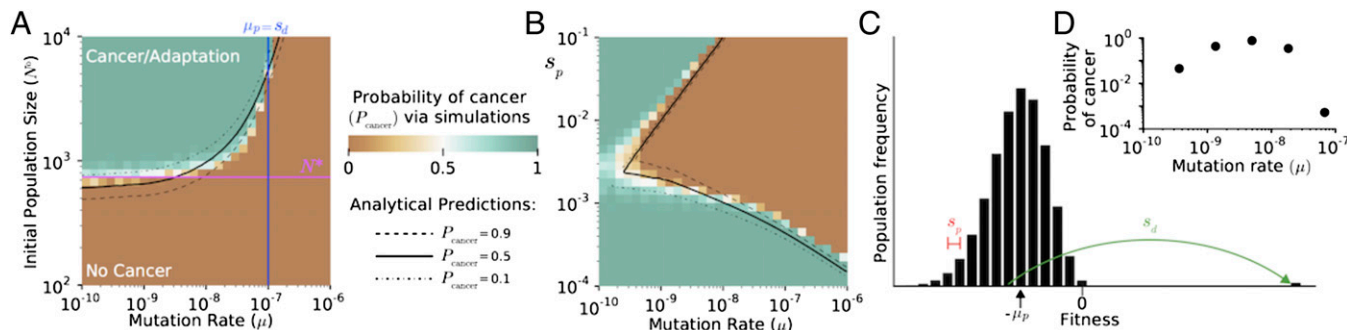 A
Initial Population Size (N⁰)
10⁴
10³
10²
μp = sd
Cancer/Adaptation
N*
No Cancer
10⁻¹⁰
10⁻⁹
10⁻⁸
10⁻⁷
10⁻⁶
Mutation Rate (μ)
Probability of cancer
(Pcancer) via simulations
0
0.5
1
Analytical Predictions:
Pcancer = 0.9
Pcancer = 0.5
Pcancer = 0.1
B
sp
10⁻¹
10⁻²
10⁻³
10⁻⁴
10⁻¹⁰
10⁻⁹
10⁻⁸
10⁻⁷
10⁻⁶
Mutation Rate (μ)
C
Population frequency
sp
sd
-μp
0
Fitness
D
Probability
of cancer
10⁰
10⁻²
10⁻⁴
10⁻¹⁰
10⁻⁹
10⁻⁸
10⁻⁷
Mutation rate (μ)